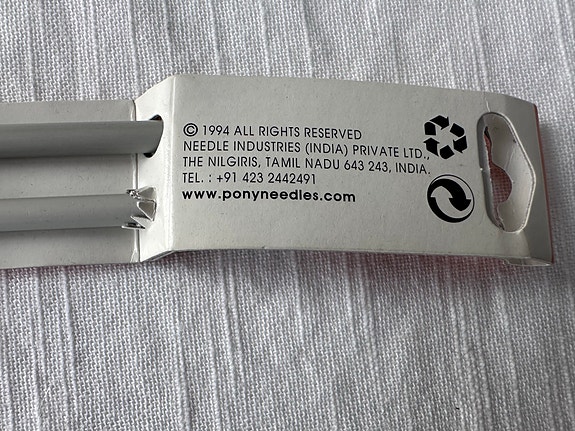 © 1994 ALL RIGHTS RESERVED
NEEDLE INDUSTRIES (INDIA) PRIVATE LTD.,
THE NILGIRIS, TAMIL NADU 643 243, INDIA.
TEL. : +91 423 2442491
www.ponyneedles.com